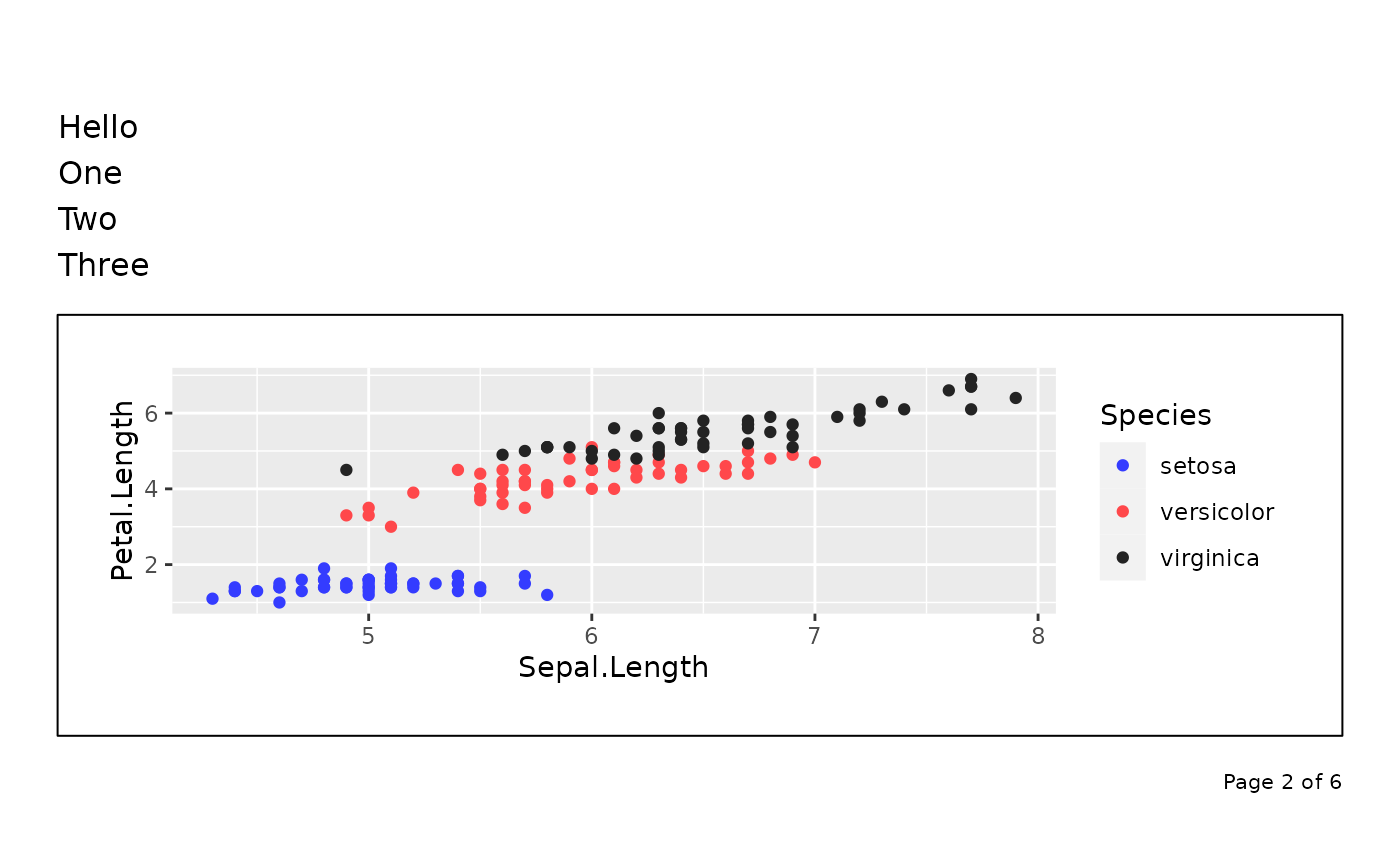 Hello
One
Two
Three
Petal.Length
6
4
2
5 6 7 8
Sepal.Length
Species
setosa
versicolor
virginica
Page 2 of 6